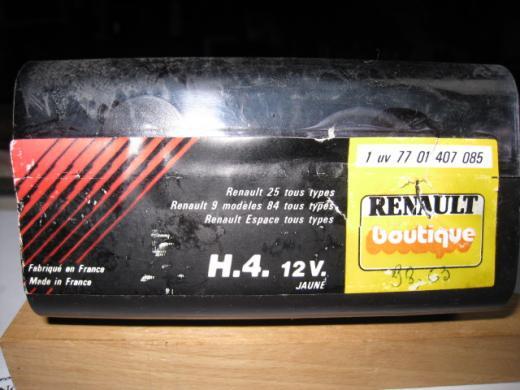 1 uv 77 01 407 085
Renault 25 tous types
Renault 9 modèles 84 tous types
Renault Espace tous types
RENAULT
boutique
H.4. 12 V.
JAUNE
Fabriqué en France
Made in France